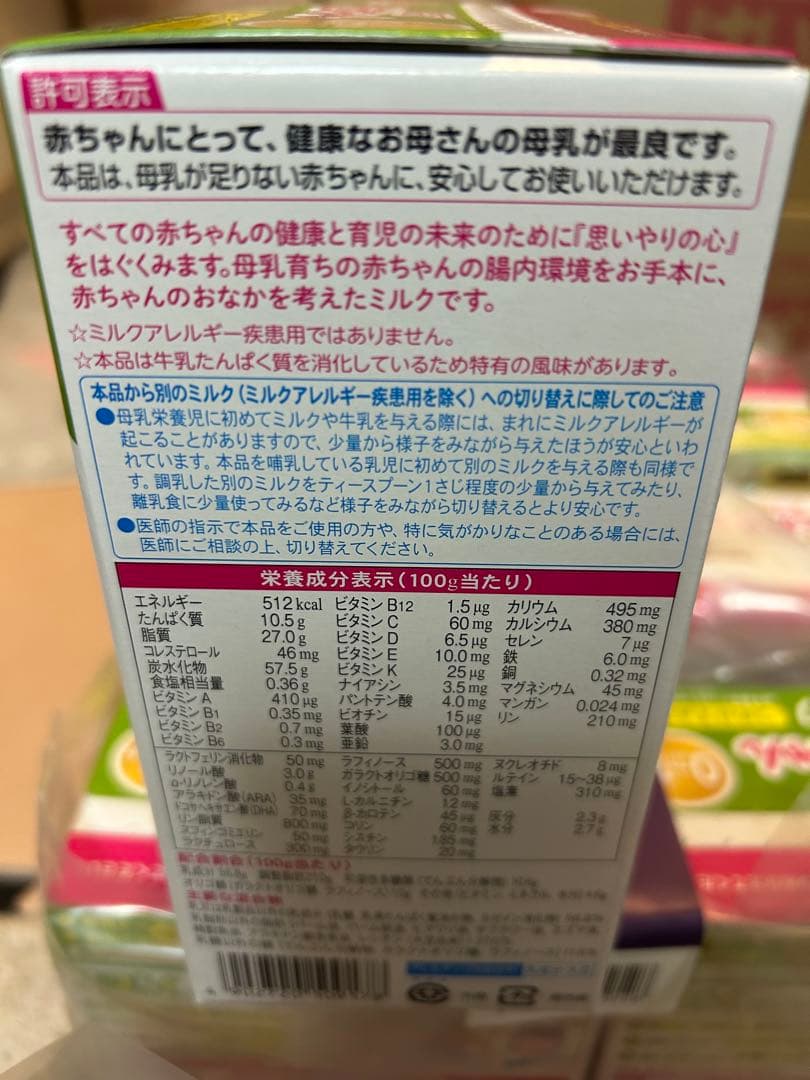 許可表示
赤ちゃんにとって、健康なお母さんの母乳が最良です。
本品は、母乳が足りない赤ちゃんに、安心してお使いいただけます。
すべての赤ちゃんの健康と育児の未来のために『思いやりの心』
をはぐくみます。母乳育ちの赤ちゃんの腸内環境をお手本に、
赤ちゃんのおなかを考えたミルクです。
☆ミルクアレルギー疾患用ではありません。
☆本品は牛乳たんぱく質を消化しているため特有の風味があります。
本品から別のミルク(ミルクアレルギー疾患用を除く)への切り替えに際してのご注意
●母乳栄養児に初めてミルクや牛乳を与える際には、まれにミルクアレルギーが
起こることがありますので、少量から様子をみながら与えたほうが安心といわ
れています。本品を哺乳している乳児に初めて別のミルクを与える際も同様で
す。調乳した別のミルクをティースプーン1さじ程度の少量から与えてみたり、
離乳食に少量使ってみるなど様子をみながら切り替えるとより安心です。
●医師の指示で本品をご使用の方や、特に気がかりなことのある場合には、
医師にご相談の上、切り替えてください。
栄養成分表示(100g当たり)
エネルギー 512kcal
たんぱく質 10.5g
脂質 27.0g
コレステロール 46mg
炭水化物 57.5g
食塩相当量 0.36g
ビタミンA 410μg
ビタミンB1 0.35mg
ビタミンB2 0.7mg
ビタミンB6 0.3mg
ビタミンB12 1.5μg
ビタミンC 60mg
ビタミンD 6.5μg
ビタミンE 10.0mg
ビタミンK 25μg
ナイアシン 3.5mg
パントテン酸 4.0mg
ビオチン 15μg
葉酸 100μg
亜鉛 3.0mg
カリウム 495mg
カルシウム 380mg
セレン 7μg
鉄 6.0mg
銅 0.32mg
マグネシウム 45mg
マンガン 0.024mg
リン 210mg
ラクトフェリン消化物 50mg
リノール酸 3.0g
α-リノレン酸 0.4g
アラキドン酸(ARA) 35mg
ドコサヘキサエン酸(DHA) 70mg
リン脂質 800mg
スフィンゴミエリン 50mg
ラクチュロース 300mg
ラフィノース 500mg
ガラクトオリゴ糖 500mg
イノシトール 60mg
L-カルニチン 12mg
β-カロテン 45μg
コリン 60mg
シスチン 185mg
タウリン 20mg
ヌクレオチド 8mg
ルテイン 15〜38μg
塩素 310mg
灰分 2.3g
水分 2.7g
配合割合(100g当たり)